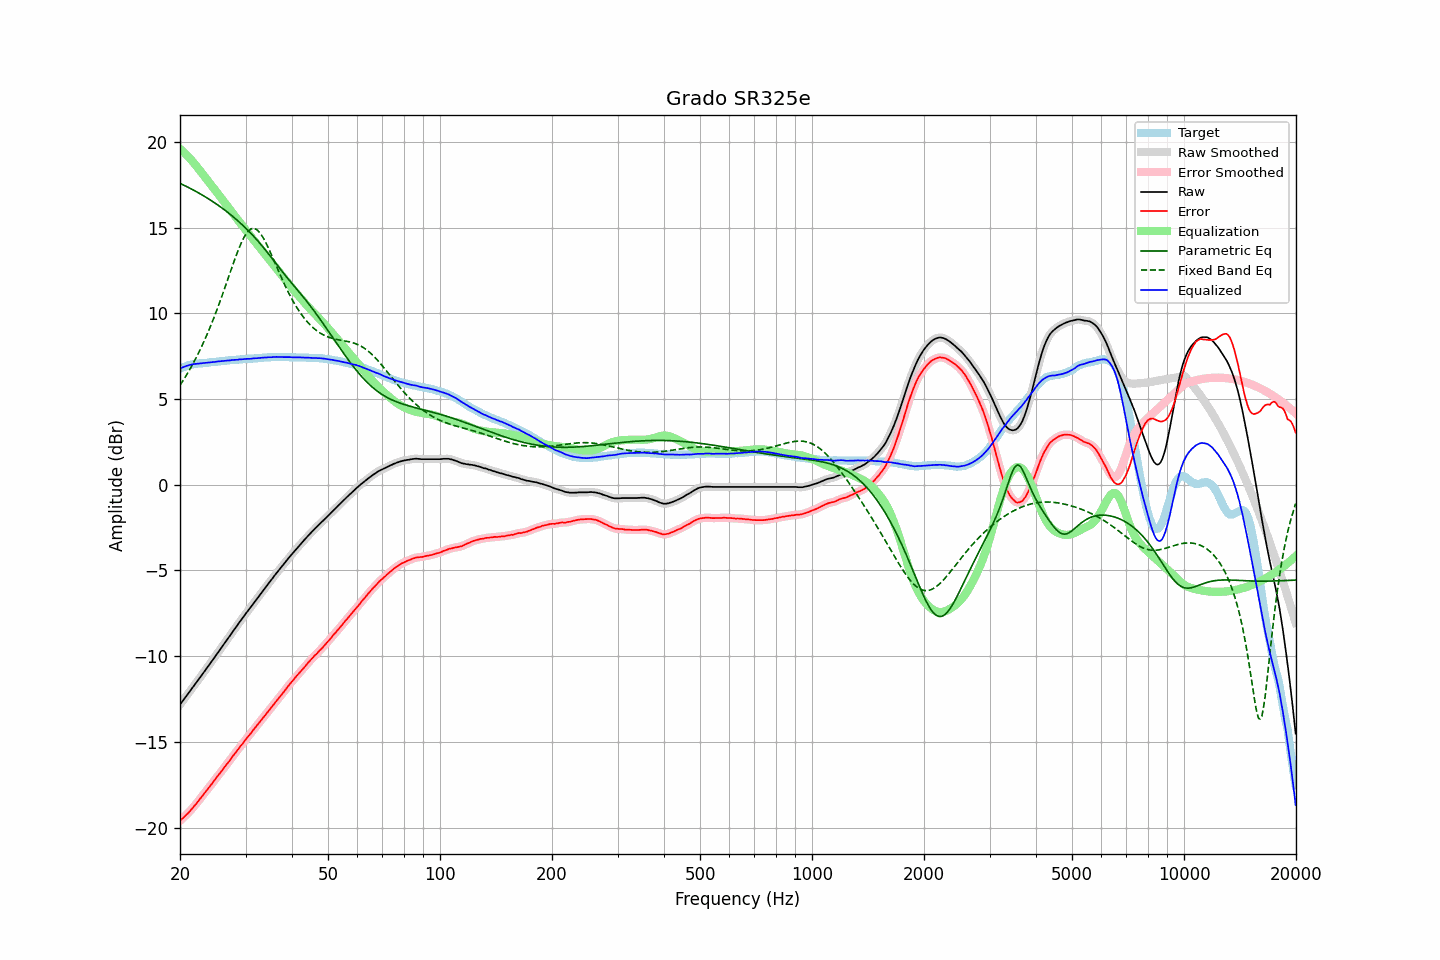 Grado SR325e
Amplitude (dBr)
20
15
10
5
0
−5
−10
−15
−20
Target
Raw Smoothed
Error Smoothed
Raw
Error
Equalization
Parametric Eq
Fixed Band Eq
Equalized
20 50 100 200 500 1000 2000 5000 10000 20000
Frequency (Hz)